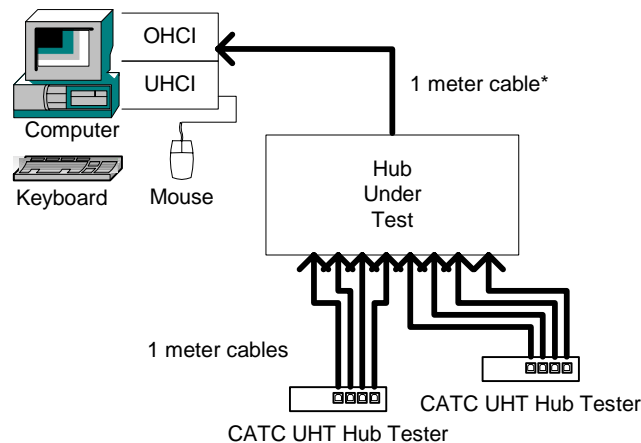 OHCI
UHCI
1 meter cable*
Computer
Keyboard
Mouse
Hub
Under
Test
1 meter cables
CATC UHT Hub Tester
CATC UHT Hub Tester